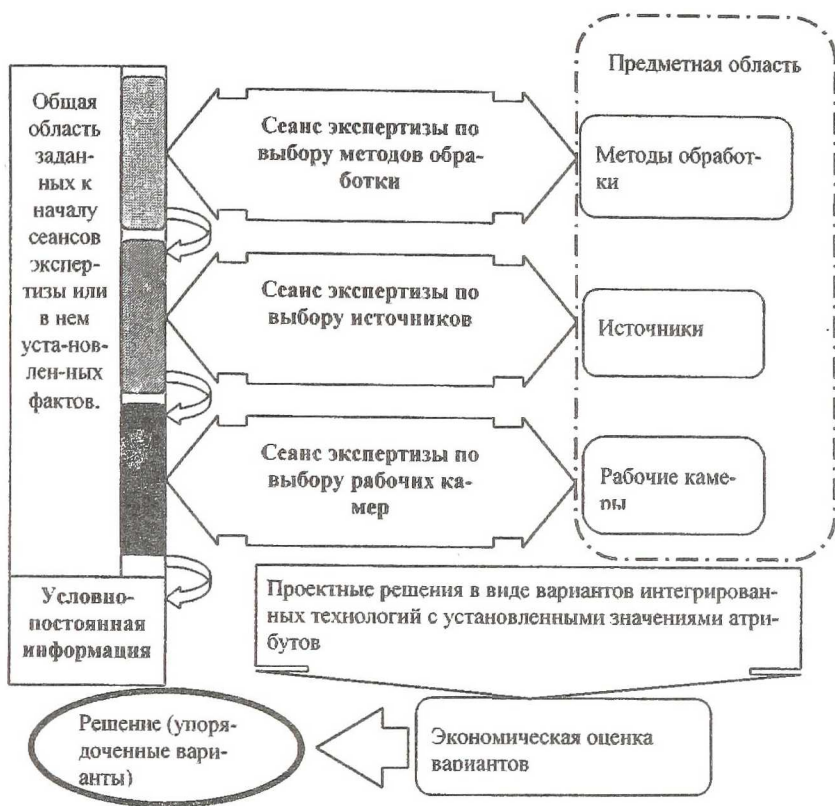 Предметная область
Общая
область
задан-
ных к
началу
сеансов
экспер-
тизы или
в нем
уста-нов-
лен-ных
фактов.
Сеанс экспертизы по
выбору методов обра-
ботки
Методы обработ-
ки
Сеанс экспертизы по
выбору источников
Источники
Сеанс экспертизы по
выбору рабочих ка-
мер
Рабочие каме-
ры
Условно-
постоянная
информация
Проектные решения в виде вариантов интегрирован-
ных технологий с установленными значениями атри-
бутов
Решение (упоря-
доченные вари-
анты)
Экономическая оценка
вариантов